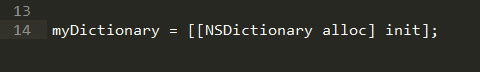 13
14 myDictionary = [[NSDictionary alloc] init];